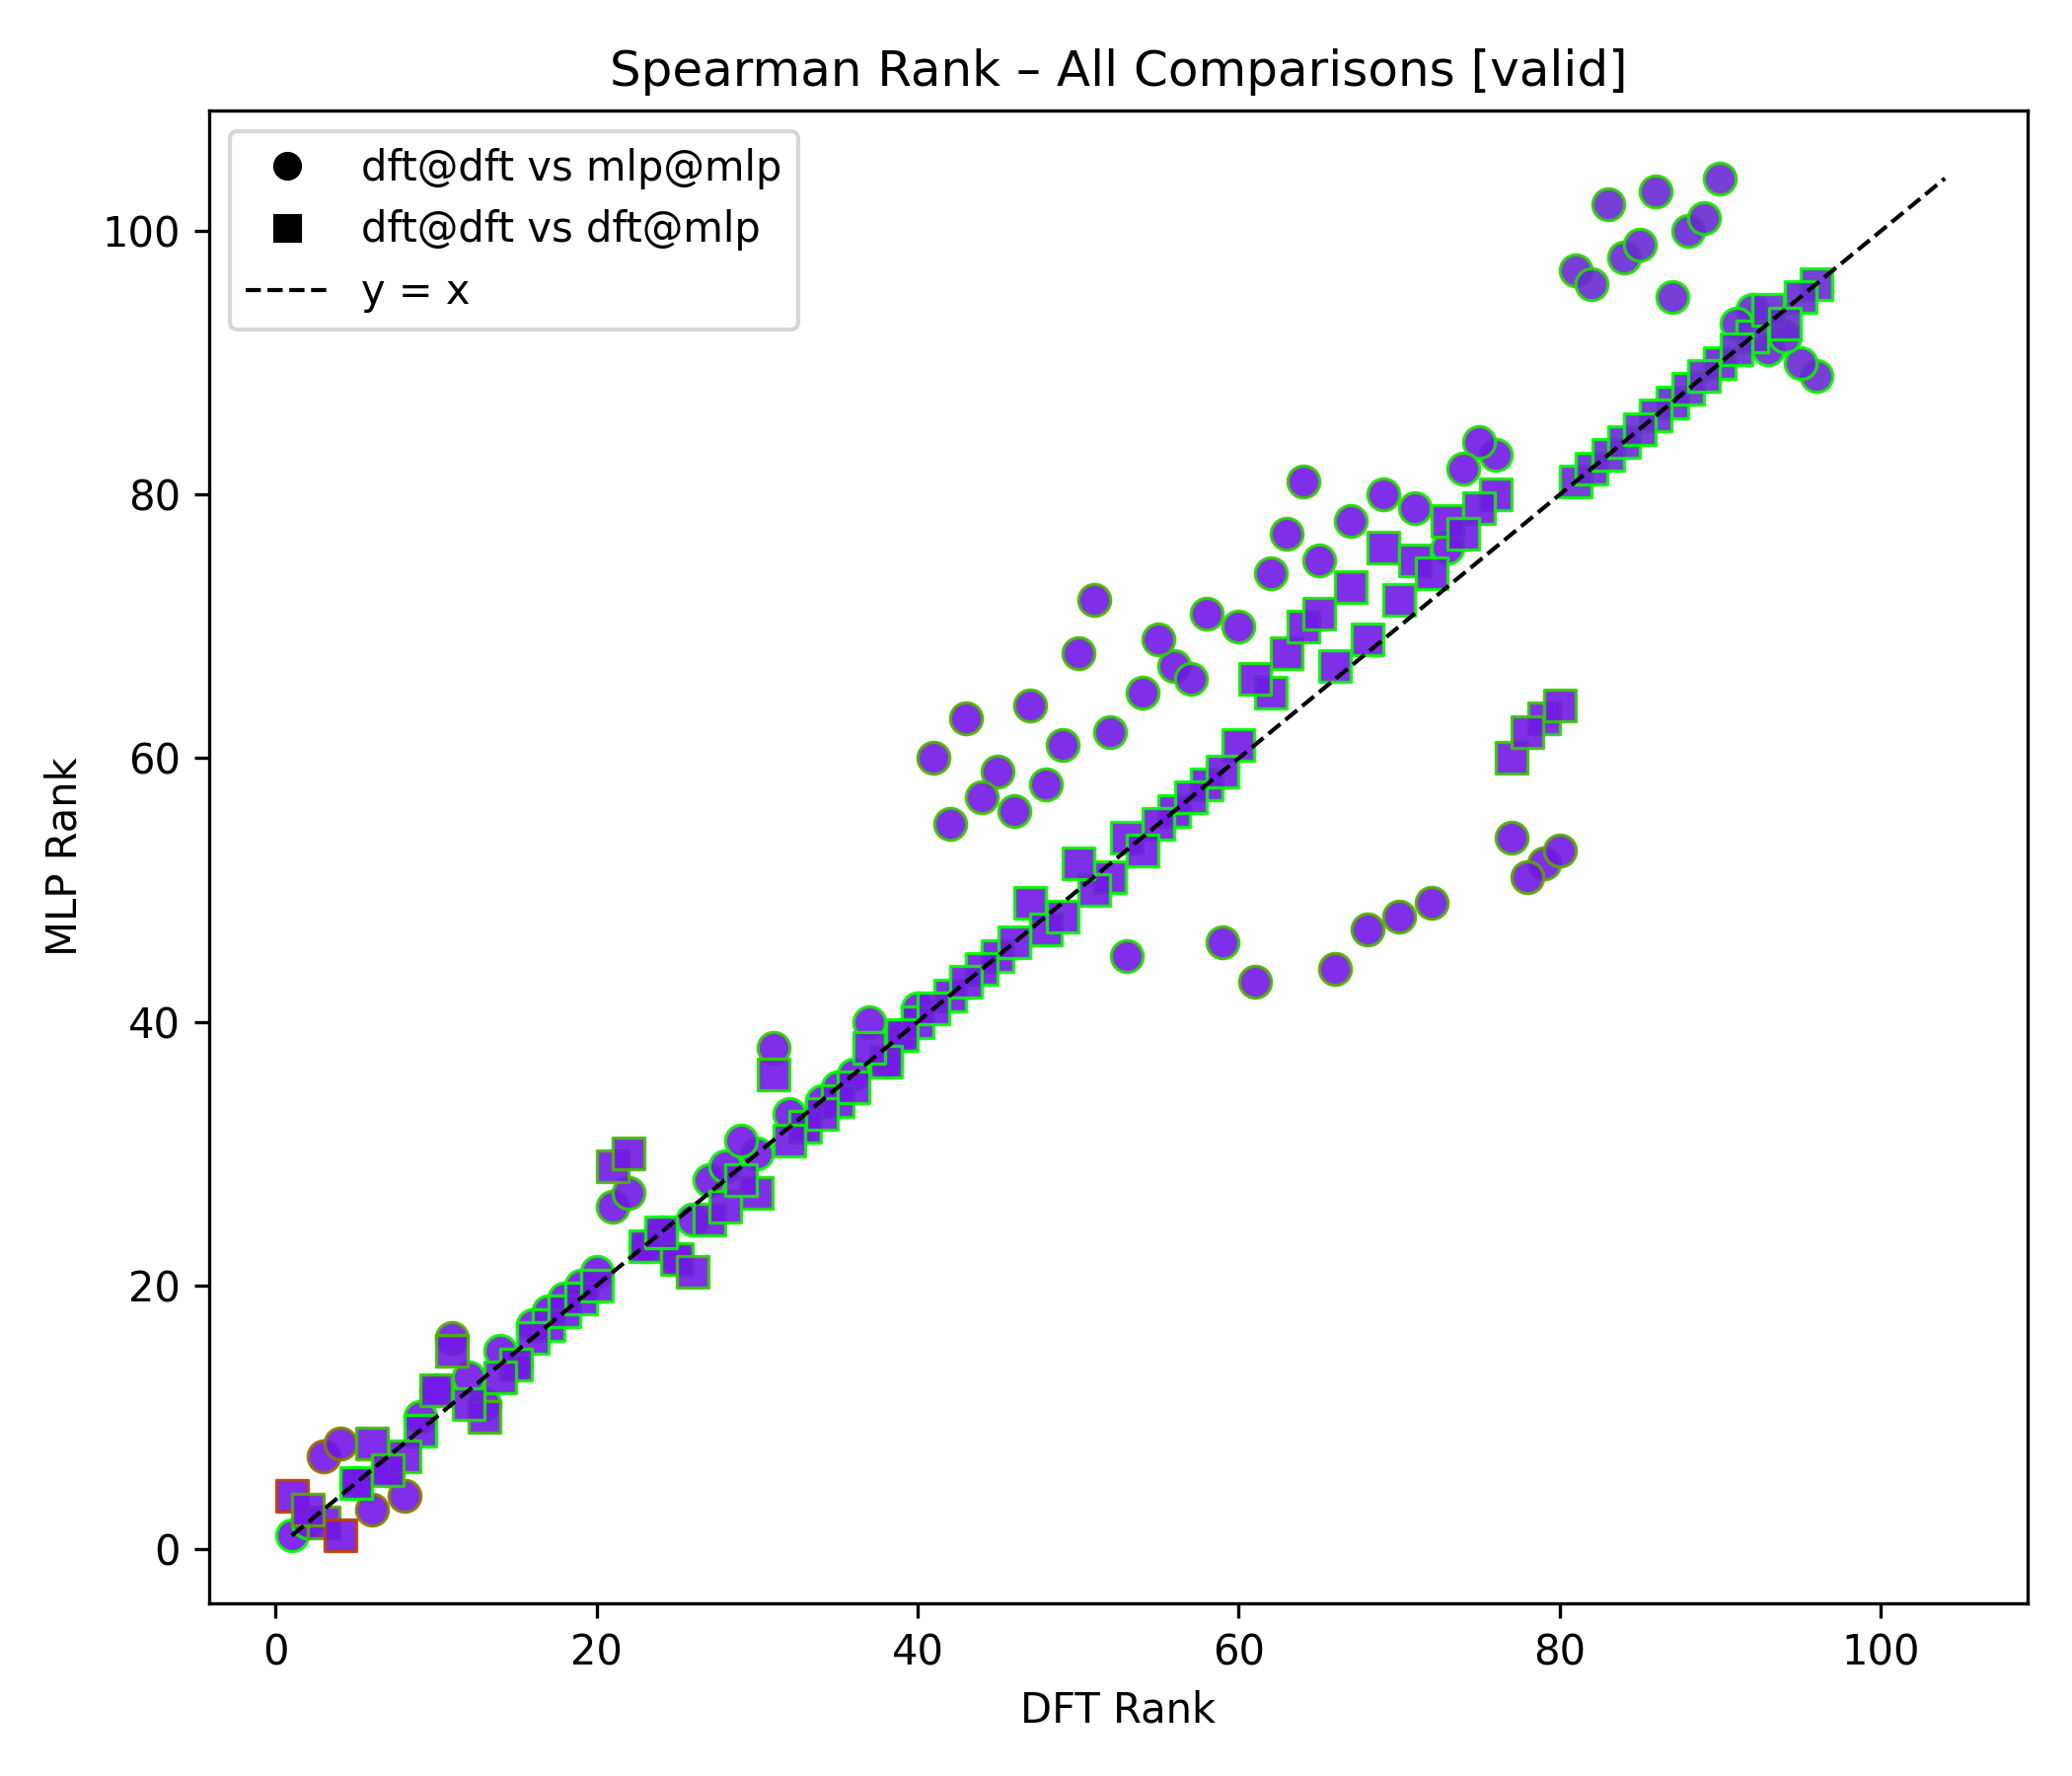 Spearman Rank – All Comparisons [valid]
dft@dft vs mlp@mlp
dft@dft vs dft@mlp
y = x
MLP Rank
100
80
60
40
20
0
0 20 40 60 80 100
DFT Rank